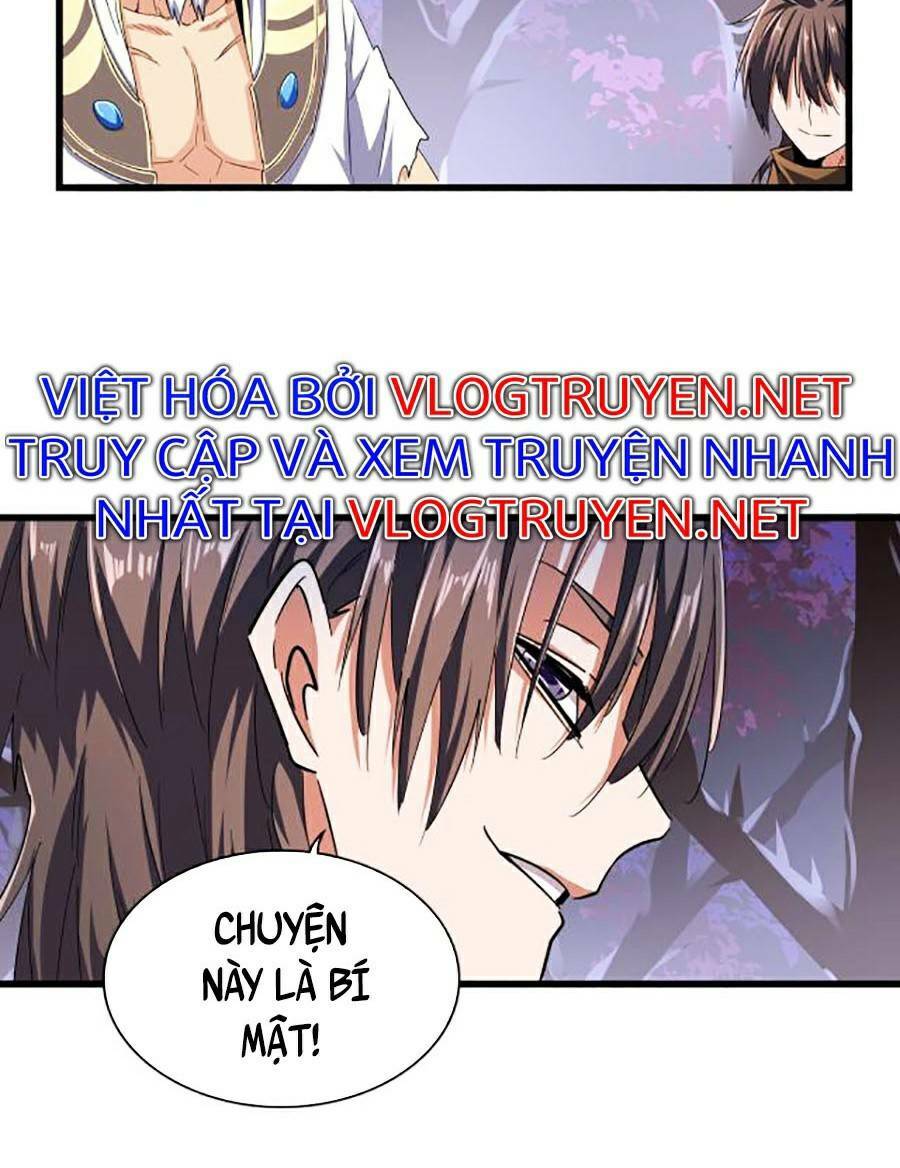 VIỆT HÓA BỞI VLOGTRUYEN.NET
TRUY CẬP VÀ XEM TRUYỆN NHANH
NHẤT TẠI VLOGTRUYEN.NET
CHUYỆN
NÀY LÀ BÍ
MẬT!